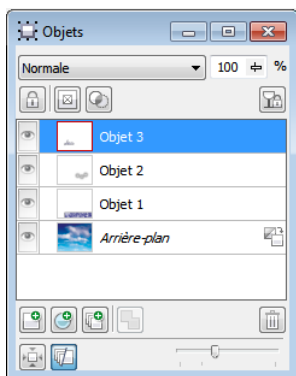 Objets
Normale 100 %
Objet 3
Objet 2
Objet 1
Arrière-plan